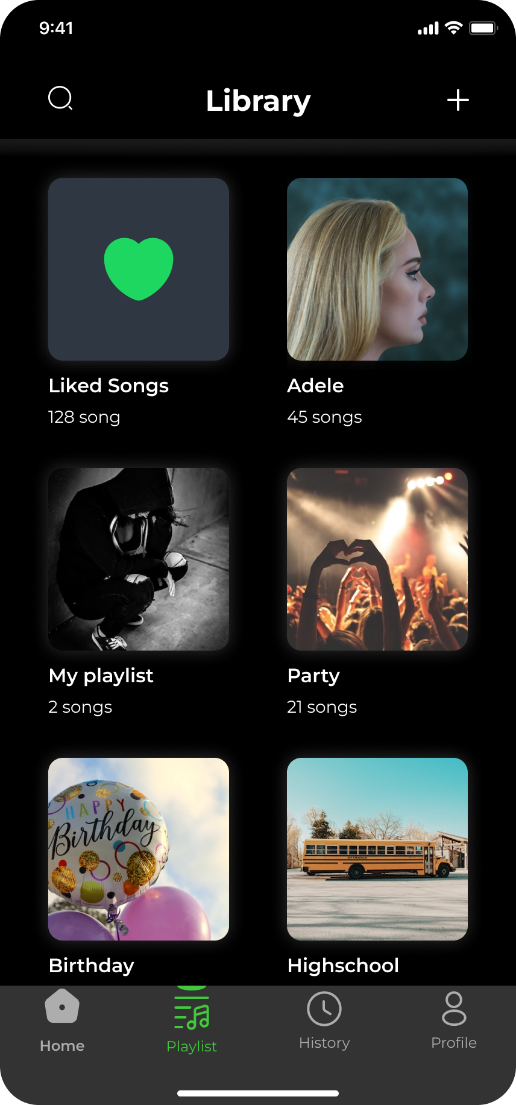 9:41
Library
Liked Songs
Adele
128 song
45 songs
My playlist
Party
2 songs
21 songs
HAPPY
Birthday
Birthday
Highschool
Home
Playlist
History
Profile